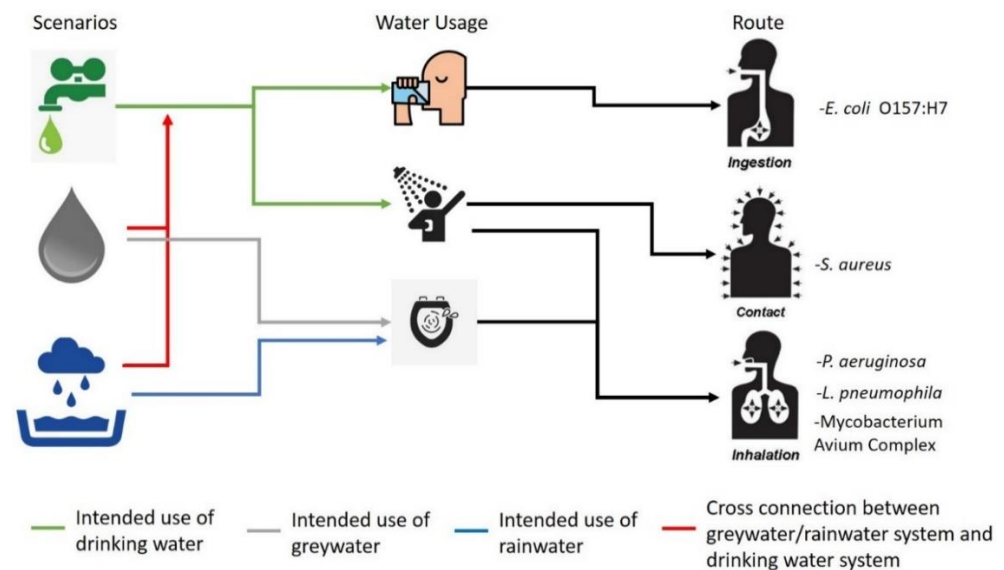 Scenarios
Water Usage
Route
-E. coli O157:H7
Ingestion
-S. aureus
Contact
-P. aeruginosa
-L. pneumophila
-Mycobacterium
Avium Complex
Inhalation
Intended use of
drinking water
Intended use of
greywater
Intended use of
rainwater
Cross connection between
greywater/rainwater system and
drinking water system